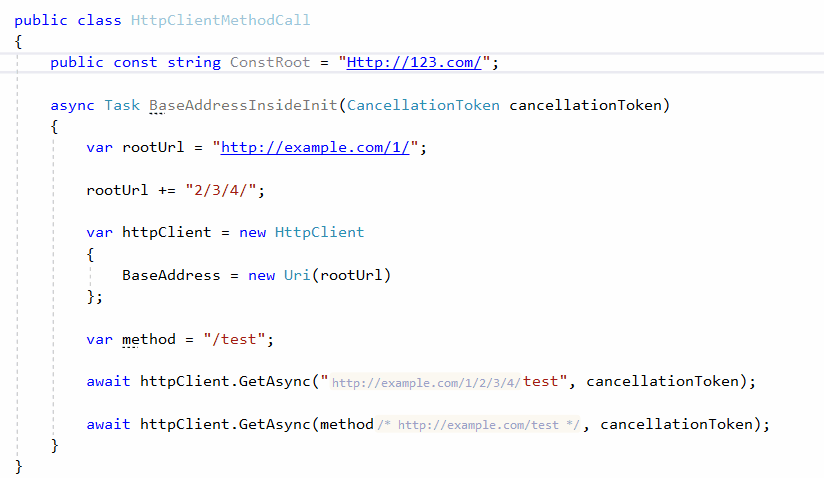 public class HttpClientMethodCall
{
public const string ConstRoot = "Http://123.com/";
async Task BaseAddressInsideInit(CancellationToken cancellationToken)
{
var rootUrl = "http://example.com/1/";
rootUrl += "2/3/4/";
var httpClient = new HttpClient
{
BaseAddress = new Uri(rootUrl)
};
var method = "/test";
await httpClient.GetAsync("http://example.com/1/2/3/4/test", cancellationToken);
await httpClient.GetAsync(method/* http://example.com/test */, cancellationToken);
}
}